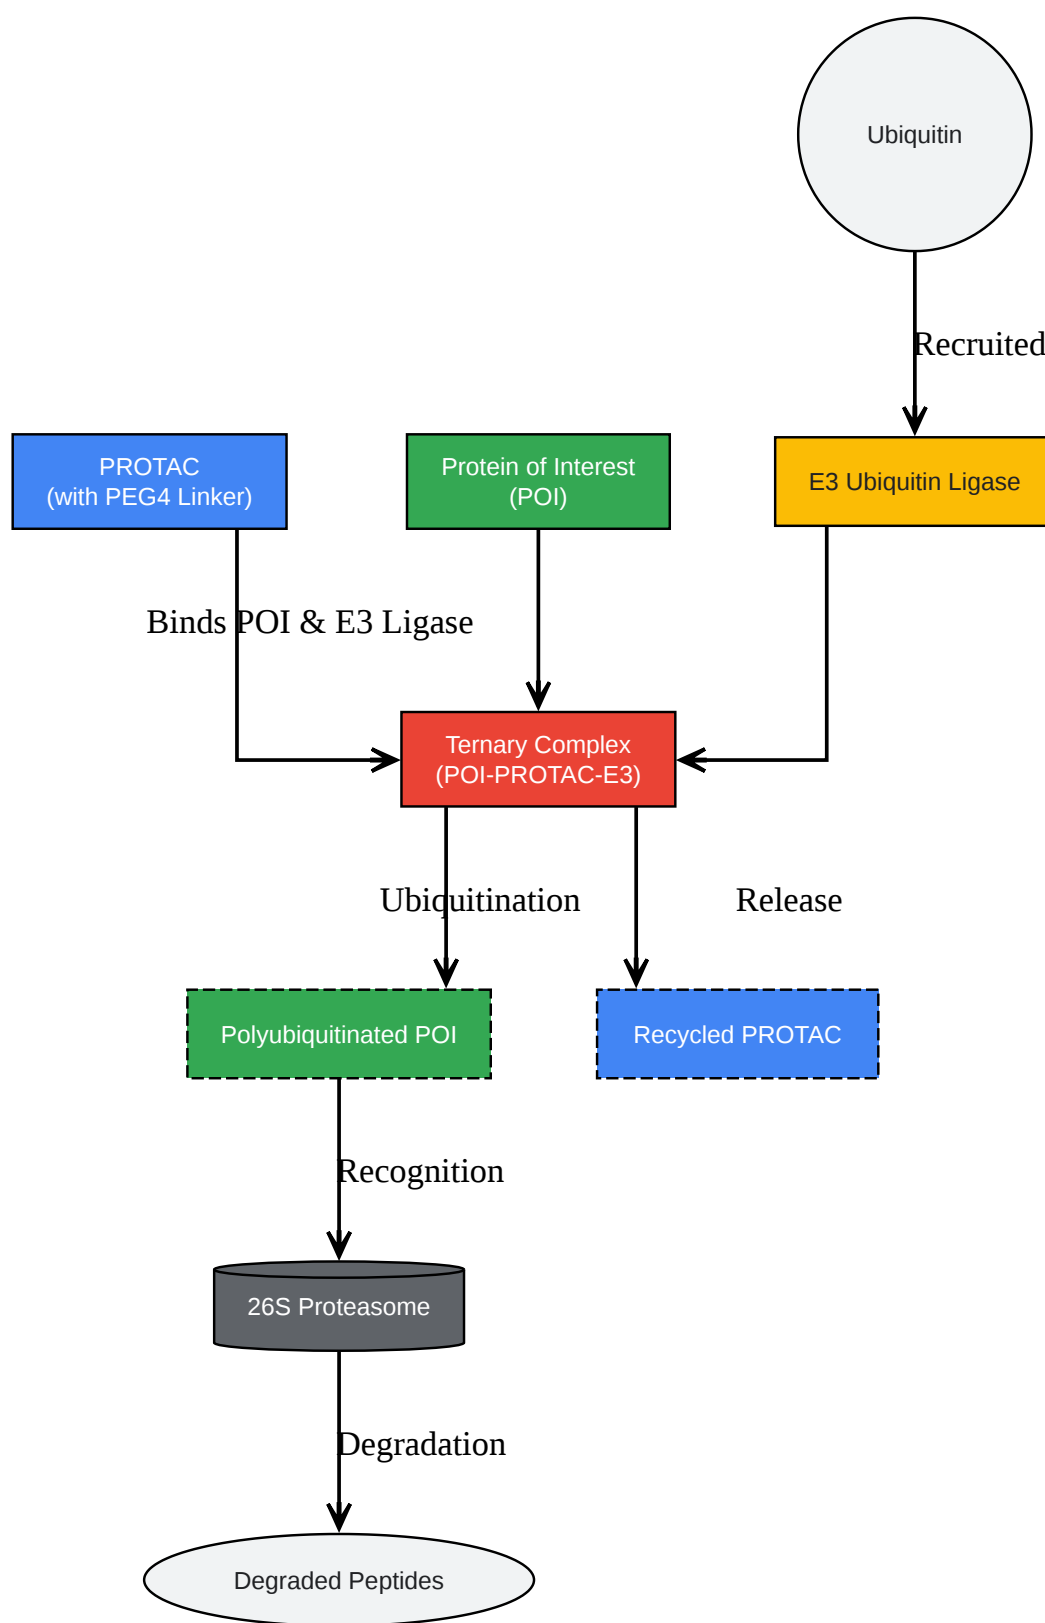 Ubiquitin
Recruited
PROTAC
(with PEG4 Linker)
Protein of Interest
(POI)
E3 Ubiquitin Ligase
Binds POI & E3 Ligase
Ternary Complex
(POI-PROTAC-E3)
Ubiquitination
Release
Polyubiquitinated POI
Recycled PROTAC
Recognition
26S Proteasome
Degradation
Degraded Peptides